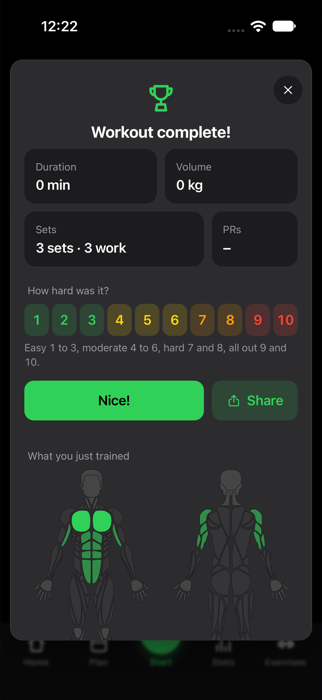 12:22
Workout complete!
Duration
0 min
Volume
0 kg
Sets
3 sets · 3 work
PRs
–
How hard was it?
1 2 3 4 5 6 7 8 9 10
Easy 1 to 3, moderate 4 to 6, hard 7 and 8, all out 9 and
10.
Nice!
Share
What you just trained
Home
Plan
Start
Stats
Exercises